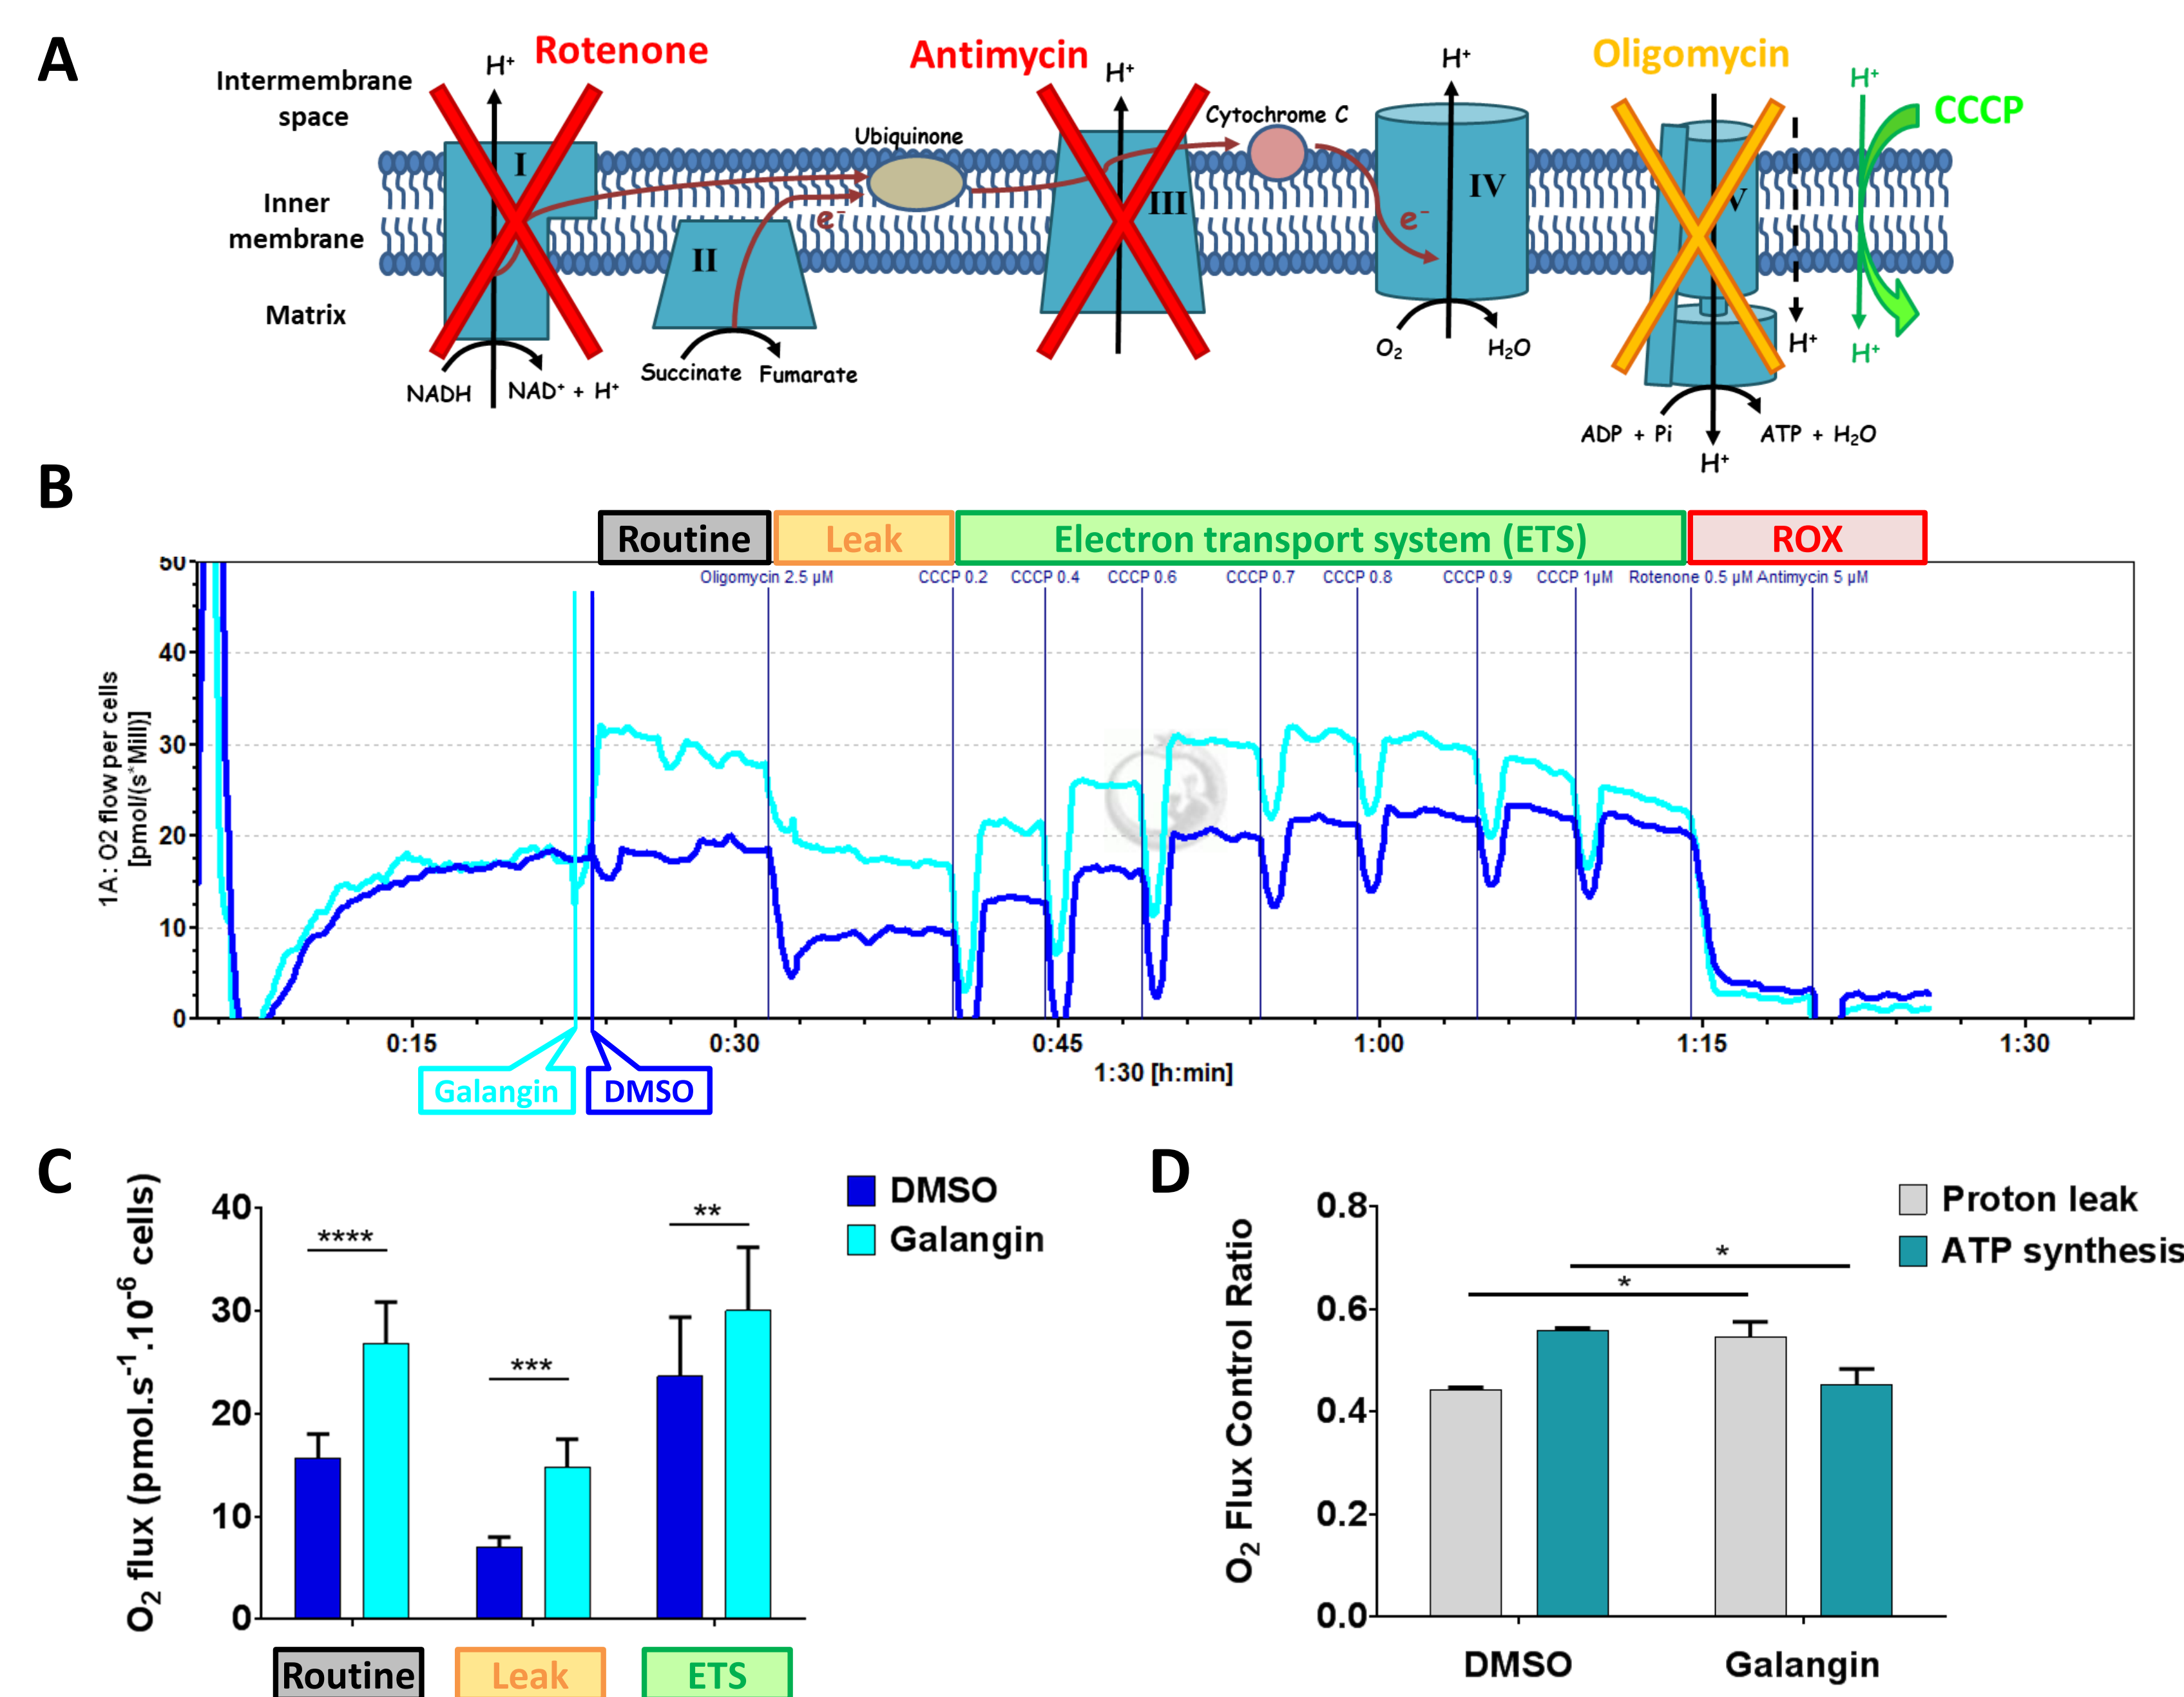 A
Rotenone
Antimycin
Oligomycin
CCCP
Intermembrane
space
Inner
membrane
Matrix
H⁺
H⁺
H⁺
H⁺
I
II
III
IV
V
Ubiquinone
Cytochrome C
e⁻
e⁻
NADH
NAD⁺ + H⁺
Succinate
Fumarate
O₂
H₂O
H⁺
H⁺
ADP + Pi
ATP + H₂O
H⁺
B
Routine
Leak
Electron transport system (ETS)
ROX
Oligomycin 2.5 µM
CCCP 0.2
CCCP 0.4
CCCP 0.6
CCCP 0.7
CCCP 0.8
CCCP 0.9
CCCP 1µM
Rotenone 0.5 µM
Antimycin 5 µM
1A: O2 flow per cells
[pmol/(s*Mill)]
50
40
30
20
10
0
0:15
0:30
0:45
1:00
1:15
1:30
1:30 [h:min]
Galangin
DMSO
C
O₂ flux (pmol.s⁻¹.10⁻⁶ cells)
40
30
20
10
0
****
***
**
DMSO
Galangin
Routine
Leak
ETS
D
O₂ Flux Control Ratio
0.8
0.6
0.4
0.2
0.0
*
*
Proton leak
ATP synthesis
DMSO
Galangin